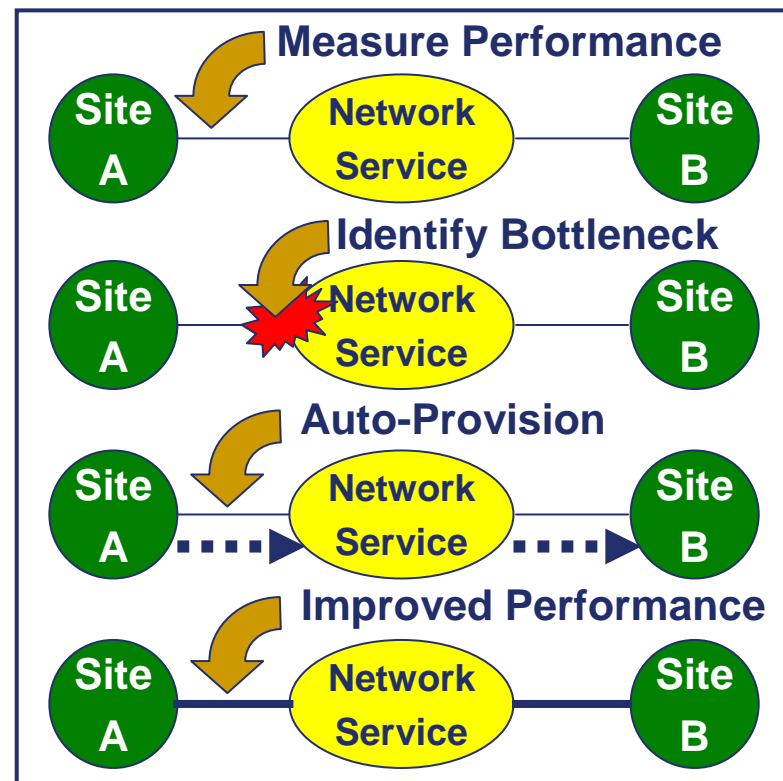 Measure Performance
Site
A
Network
Service
Site
B
Identify Bottleneck
Site
A
Network
Service
Site
B
Auto-Provision
Site
A
Network
Service
Site
B
Improved Performance
Site
A
Network
Service
Site
B